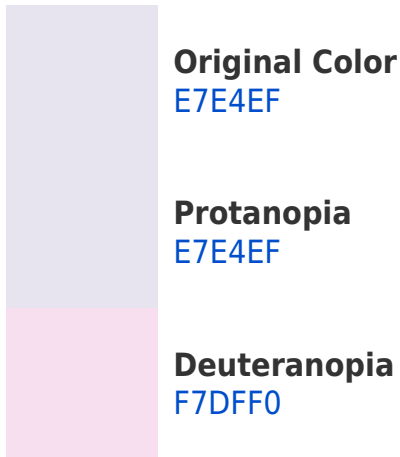 Original Color
E7E4EF
Protanopia
E7E4EF
Deuteranopia
F7DFF0